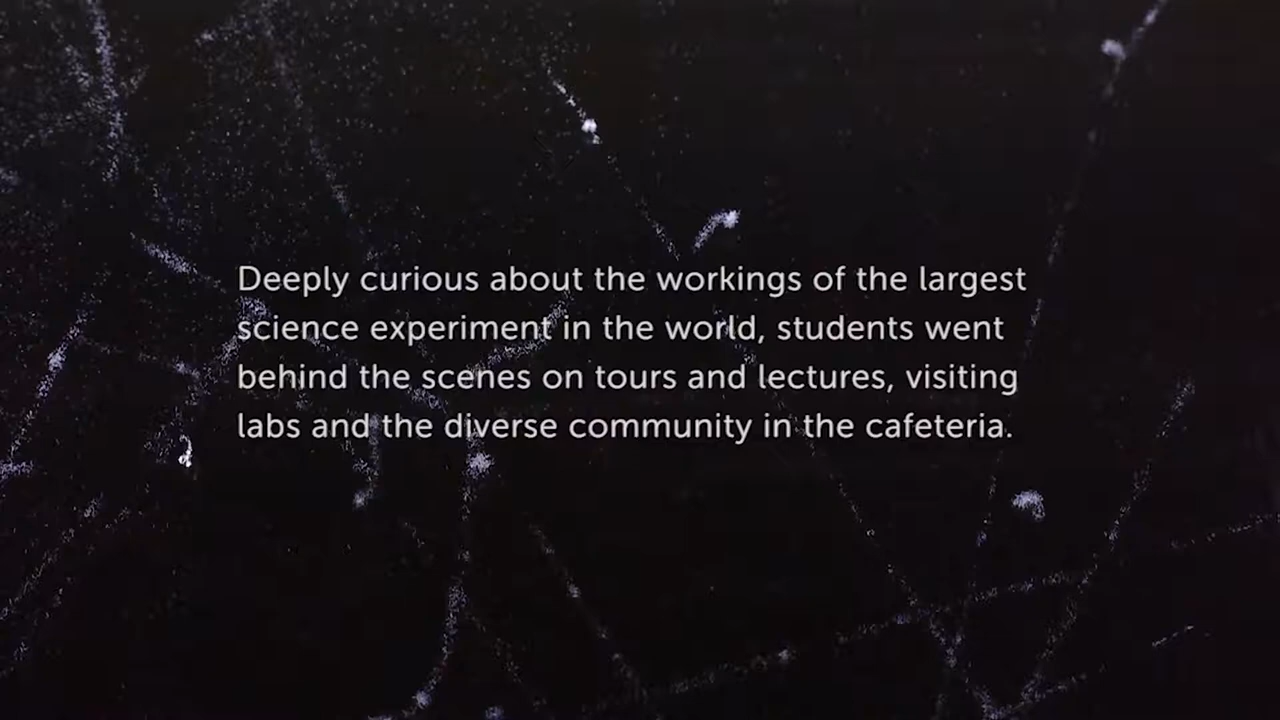 Deeply curious about the workings of the largest
science experiment in the world, students went
behind the scenes on tours and lectures, visiting
labs and the diverse community in the cafeteria.